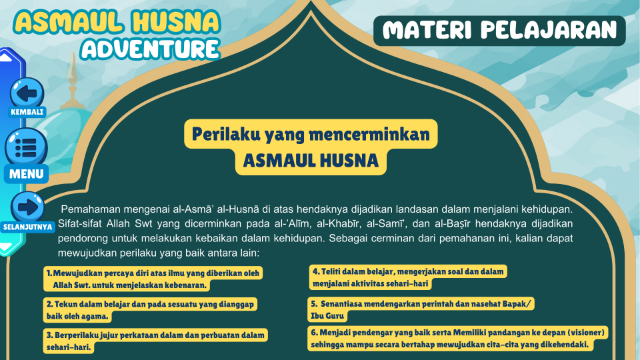 ASMAUL HUSNA
ADVENTURE
MATERI PELAJARAN
KEMBALI
MENU
SELANJUTNYA
Perilaku yang mencerminkan
ASMAUL HUSNA
Pemahaman mengenai al-Asmā' al-Husnā di atas hendaknya dijadikan landasan dalam menjalani kehidupan.
Sifat-sifat Allah Swt yang dicerminkan pada al-'Alīm, al-Khabīr, al-Samī', dan al-Baṣīr hendaknya dijadikan
pendorong untuk melakukan kebaikan dalam kehidupan. Sebagai cerminan dari pemahanan ini, kalian dapat
mewujudkan perilaku yang baik antara lain:
1. Mewujudkan percaya diri atas ilmu yang diberikan oleh
Allah Swt. untuk menjelaskan kebenaran.
2. Tekun dalam belajar dan pada sesuatu yang dianggap
baik oleh agama.
3. Berperilaku jujur perkataan dalam dan perbuatan dalam
sehari-hari.
4. Teliti dalam belajar, mengerjakan soal dan dalam
menjalani aktivitas sehari-hari
5. Senantiasa mendengarkan perintah dan nasehat Bapak/
Ibu Guru
6. Menjadi pendengar yang baik serta Memiliki pandangan ke depan (visioner)
sehingga mampu secara bertahap mewujudkan cita-cita yang dikehendaki.